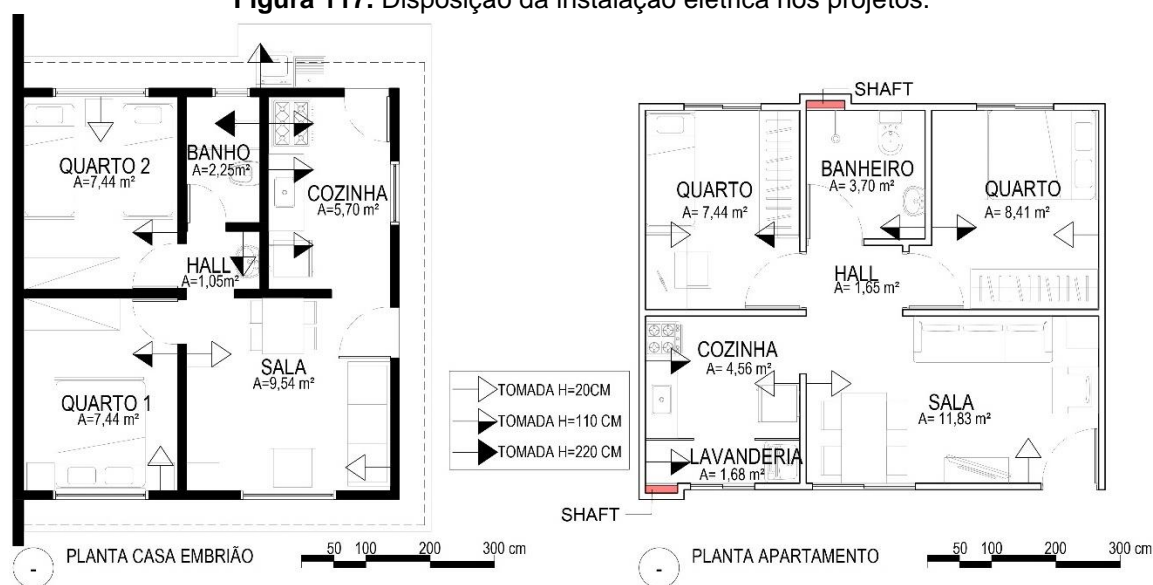 Figura 117. Disposição da instalação elétrica nos projetos.
QUARTO 2
A=7,44 m²
BANHO
A=2,25m²
COZINHA
A=5,70 m²
HALL
A=1,05m²
QUARTO 1
A=7,44 m²
SALA
A=9,54 m²
TOMADA H=20CM
TOMADA H=110 CM
TOMADA H=220 CM
PLANTA CASA EMBRIÃO
50 100 200 300 cm
SHAFT
QUARTO
A= 7,44 m²
BANHEIRO
A= 3,70 m²
QUARTO
A= 8,41 m²
HALL
A= 1,65 m²
COZINHA
A= 4,56 m²
SALA
A= 11,83 m²
LAVANDERIA
A= 1,68 m²
SHAFT
PLANTA APARTAMENTO
50 100 200 300 cm